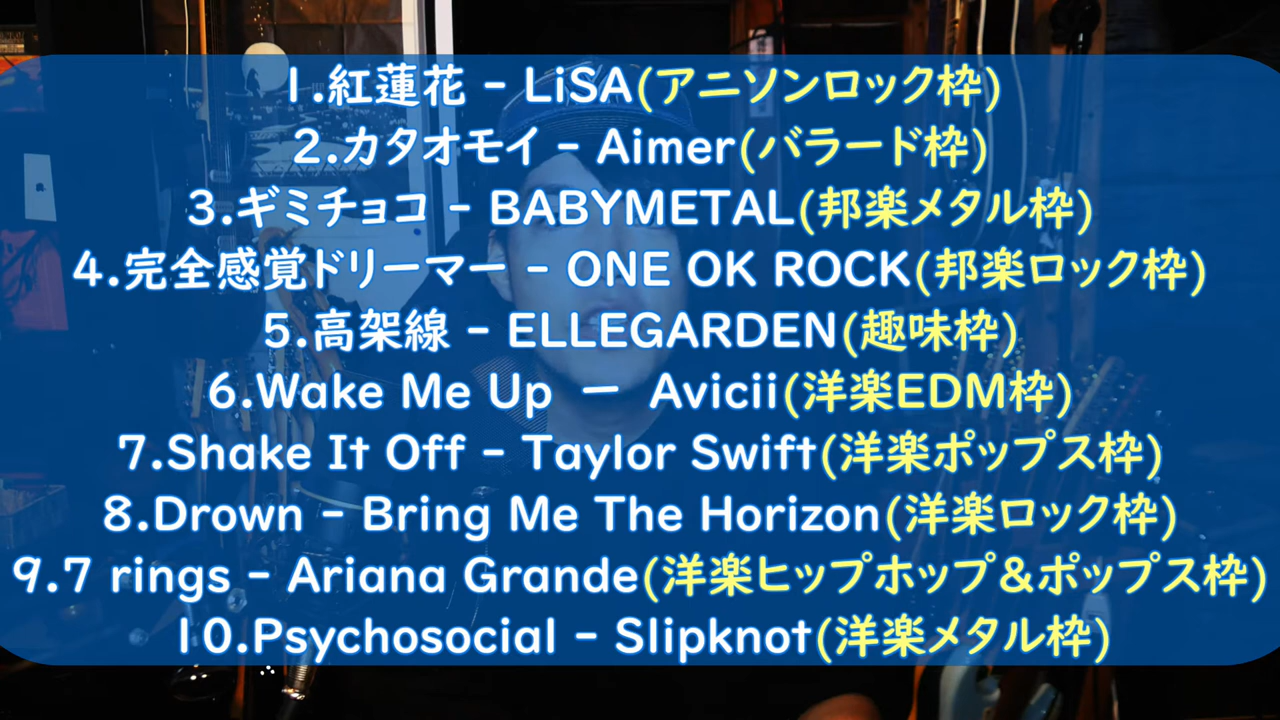 1.紅蓮花 – LiSA(アニソンロック枠)
2.カタオモイ – Aimer(バラード枠)
3.ギミチョコ – BABYMETAL(邦楽メタル枠)
4.完全感覚ドリーマー – ONE OK ROCK(邦楽ロック枠)
5.高架線 – ELLEGARDEN(趣味枠)
6.Wake Me Up ー Avicii(洋楽EDM枠)
7.Shake It Off – Taylor Swift(洋楽ポップス枠)
8.Drown – Bring Me The Horizon(洋楽ロック枠)
9.7 rings – Ariana Grande(洋楽ヒップホップ&ポップス枠)
10.Psychosocial – Slipknot(洋楽メタル枠)